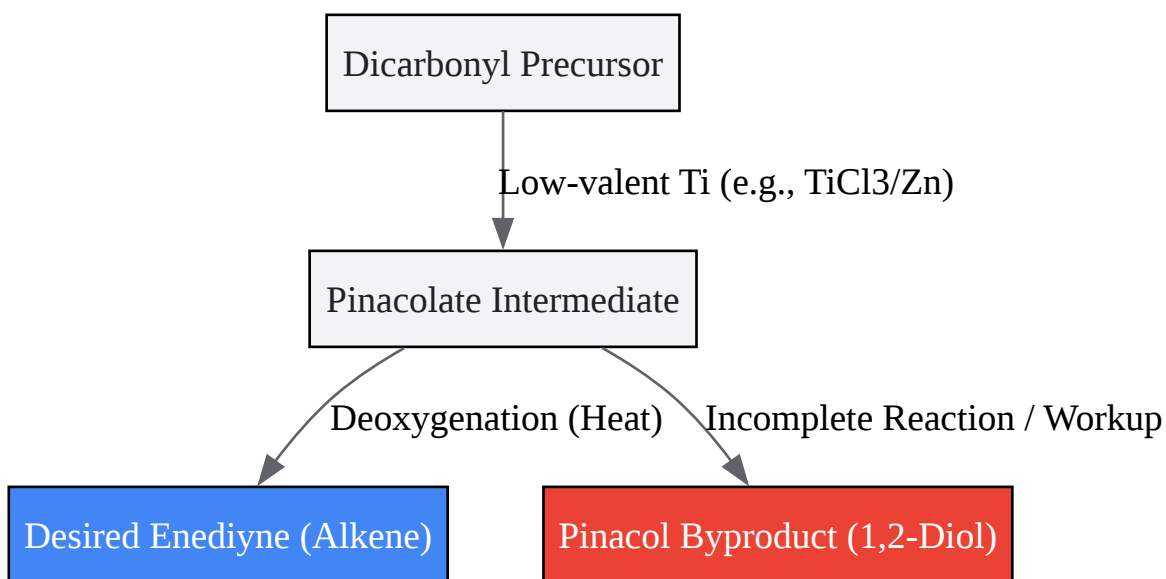 Dicarbonyl Precursor
Low-valent Ti (e.g., TiCl3/Zn)
Pinacolate Intermediate
Deoxygenation (Heat)
Incomplete Reaction / Workup
Desired Enediyne (Alkene)
Pinacol Byproduct (1,2-Diol)